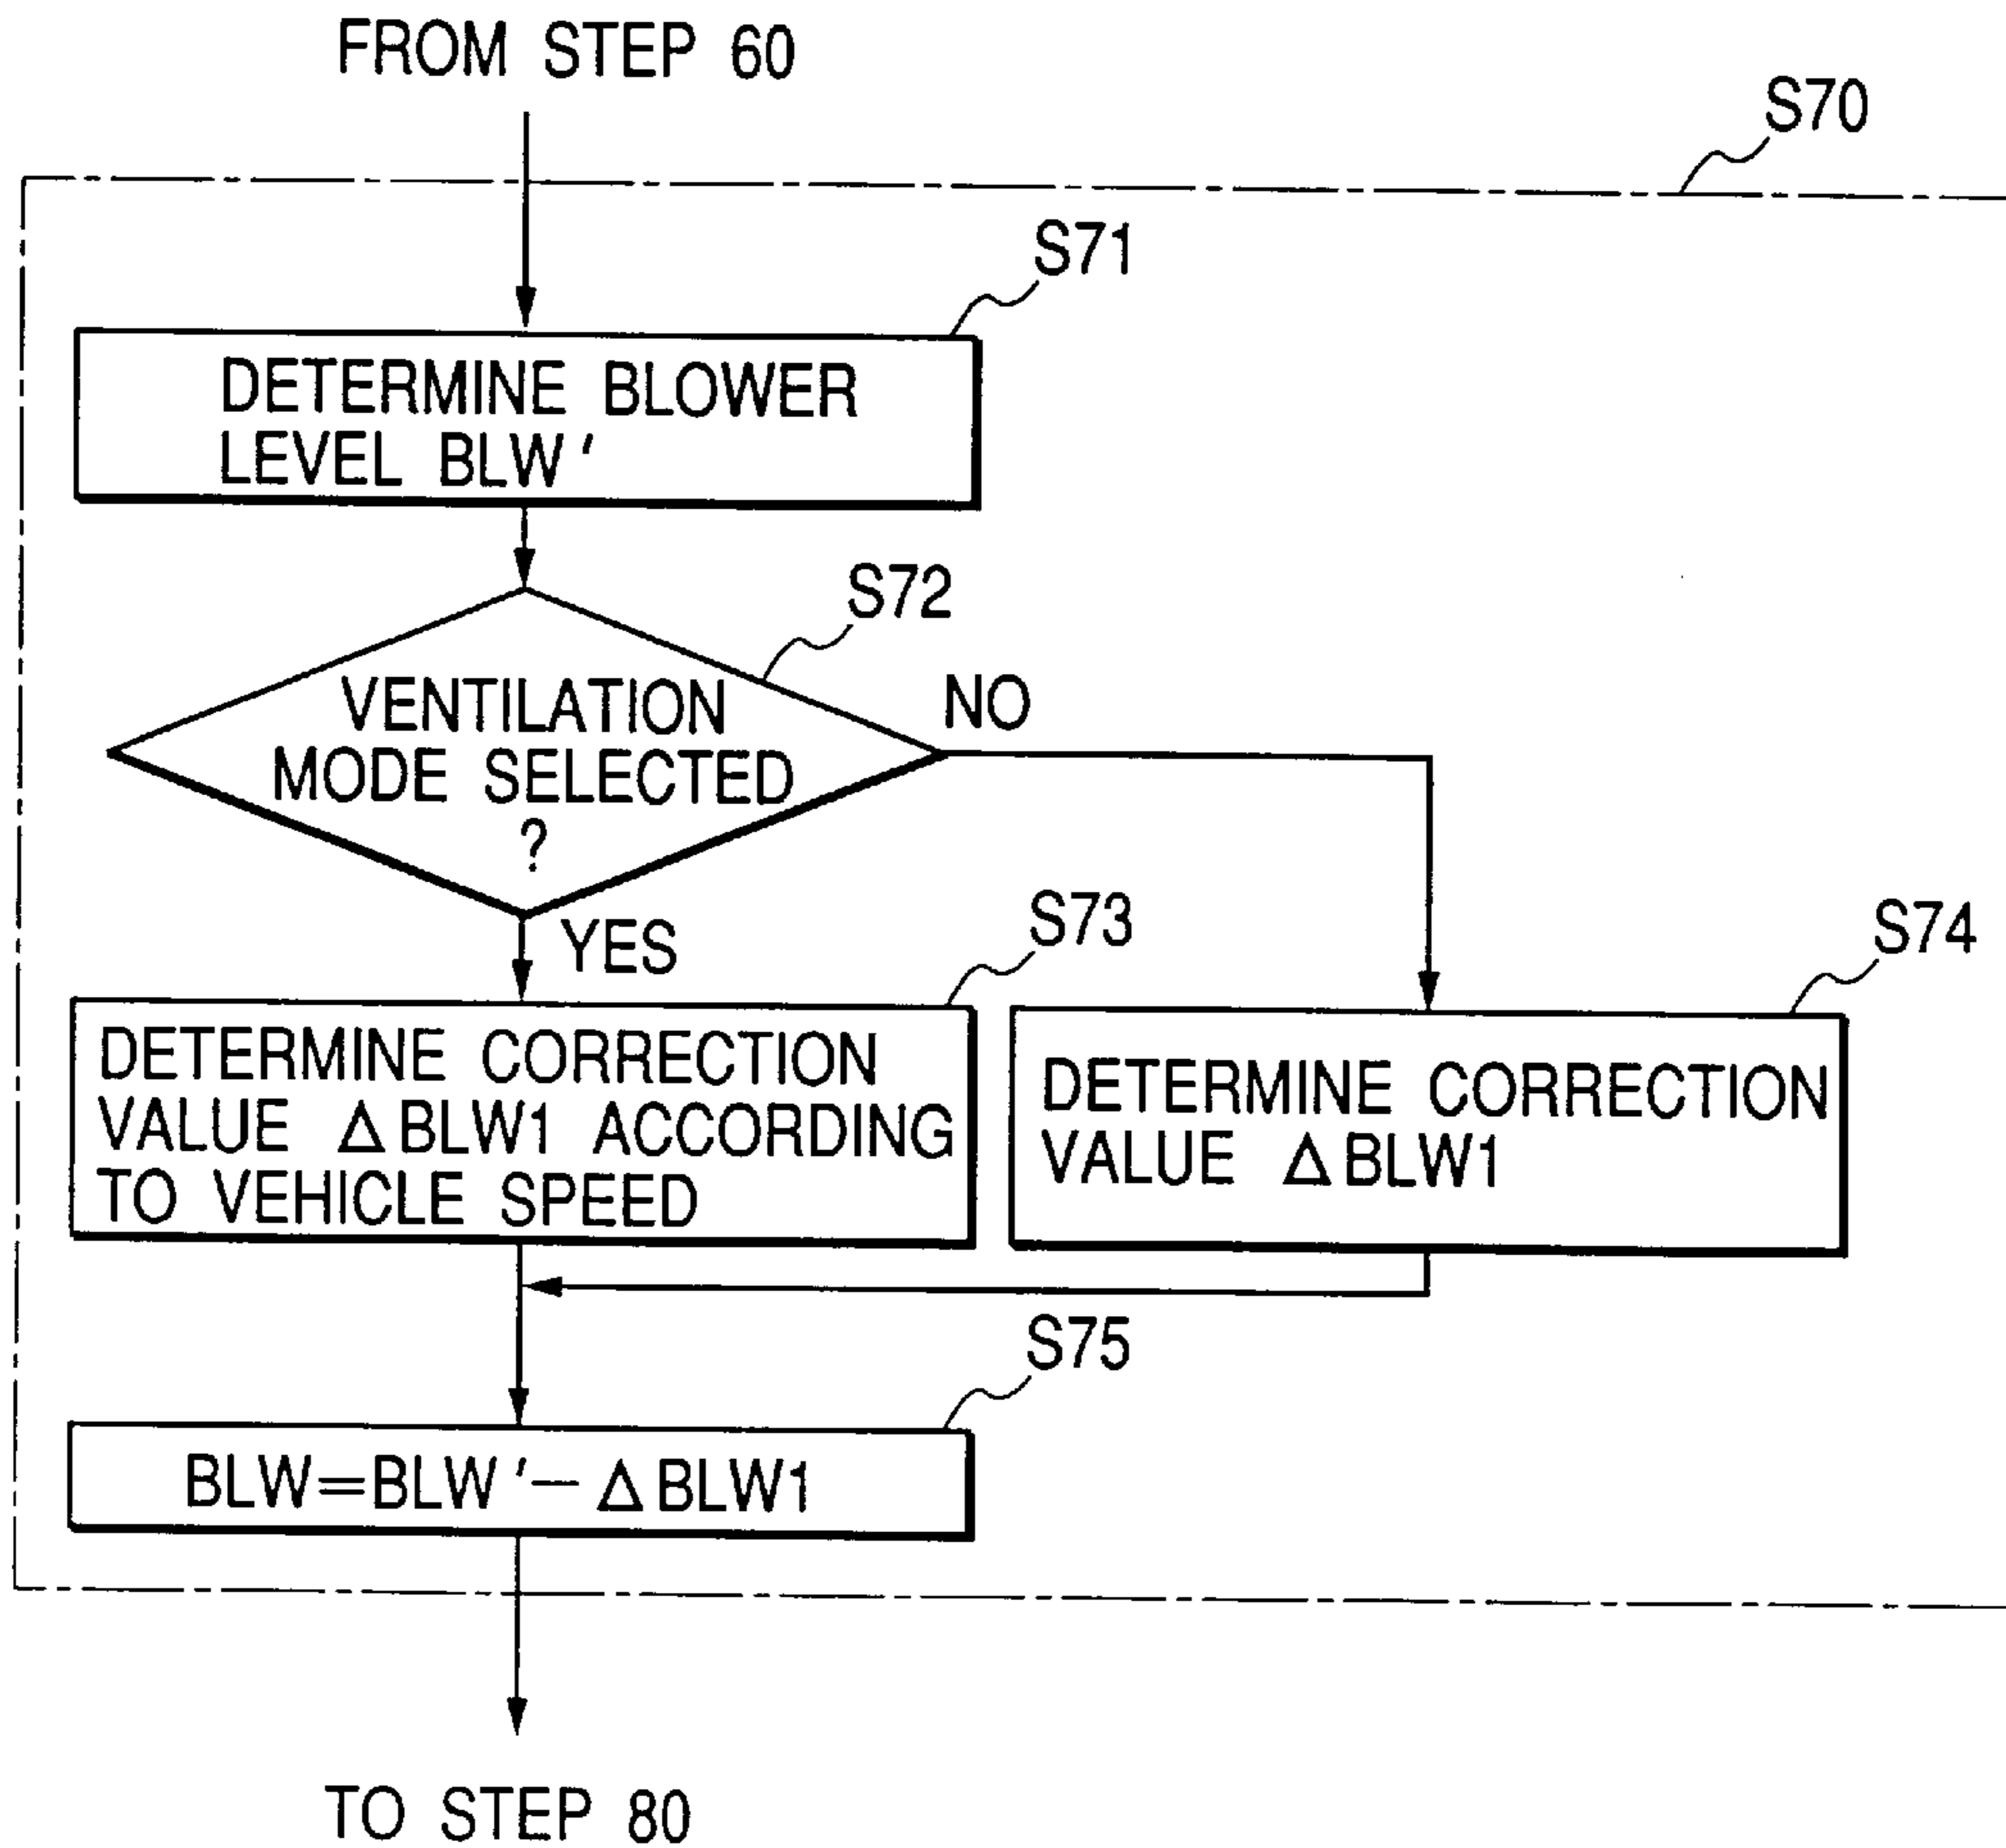 FROM STEP 60
S70
S71
DETERMINE BLOWER
LEVEL BLW'
S72
VENTILATION
MODE SELECTED
?
NO
YES
S73
DETERMINE CORRECTION
VALUE ΔBLW1 ACCORDING
TO VEHICLE SPEED
S74
DETERMINE CORRECTION
VALUE ΔBLW1
S75
BLW=BLW'-ΔBLW1
TO STEP 80